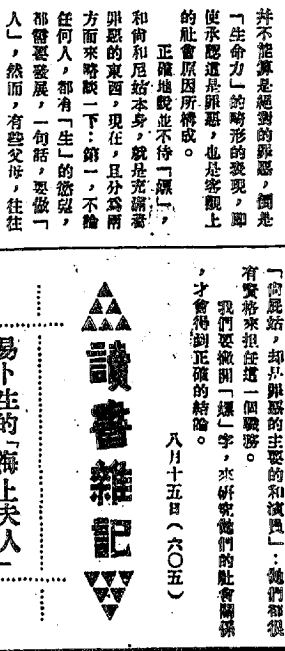 并不能算是絕對的罪惡，倒是
「生命力」的畸形的發現，即
使承認這是罪惡，也是客觀上
的社會原因所構成。
正確地說並不待「嫖」，
和尚和尼姑本身，就是充滿着
罪惡的東西，現在，且分爲兩
方面來略談一下：第一，不論
任何人，都有「生」的慾望，
都需要發展，一句話，要做「
人」，然而，有些父母，往往
「尚尼姑，却是罪惡的主要的和演員」：他們都很
有資格來担任這一個職務。
我們要撇開「嫖」字，來研究他們的社會關係
，才會得到正確的結論。
八月十五日（六〇五）
讀書雜記
易卜生的「海上夫人」